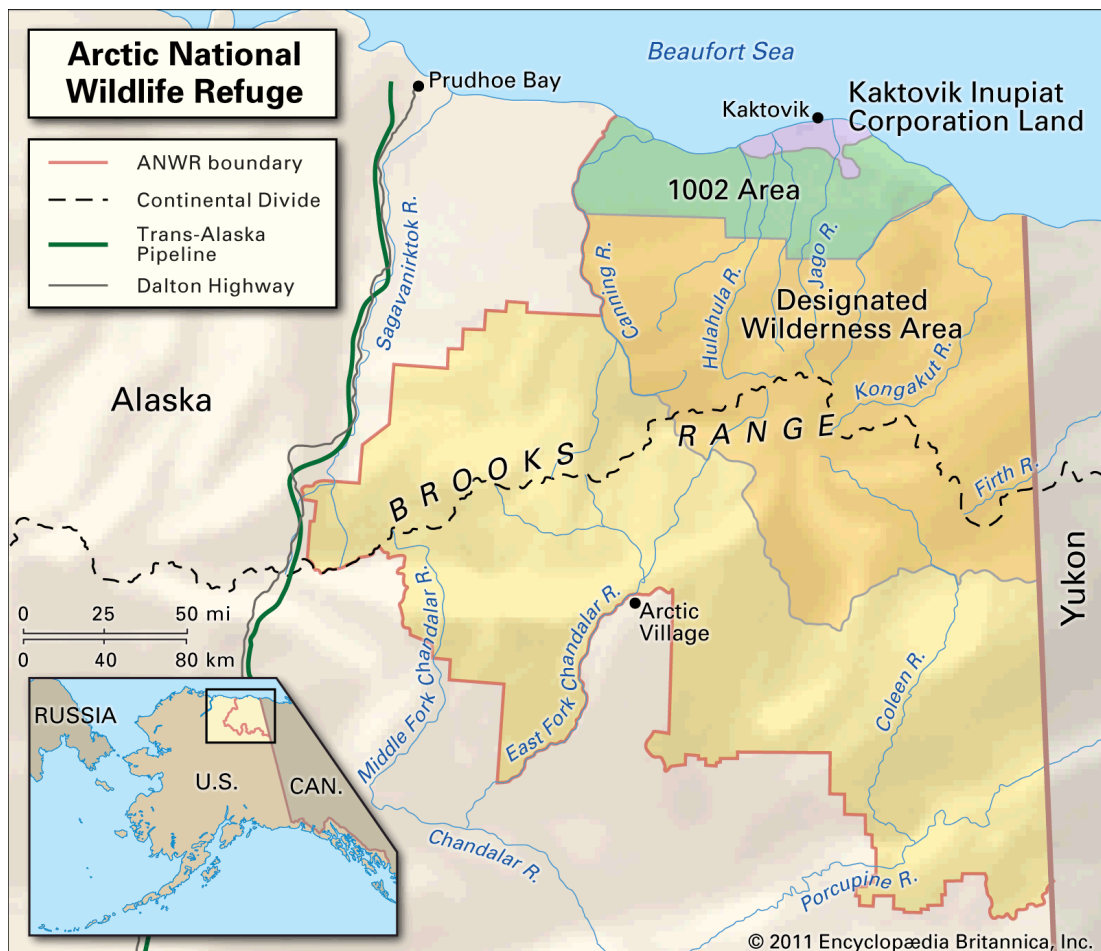 Arctic National
Wildlife Refuge
ANWR boundary
Continental Divide
Trans-Alaska
Pipeline
Dalton Highway
Beaufort Sea
Prudhoe Bay
Kaktovik
Kaktovik Inupiat
Corporation Land
1002 Area
Sagavanirktok R.
Canning R.
Hulahula R.
Jago R.
Designated
Wilderness Area
Kongakut R.
Alaska
BROOKS RANGE
Firth R.
Yukon
0 25 50 mi
0 40 80 km
Middle Fork Chandalar R.
East Fork Chandalar R.
Arctic
Village
Coleen R.
RUSSIA
U.S.
CAN.
Chandalar R.
Porcupine R.
© 2011 Encyclopædia Britannica, Inc.